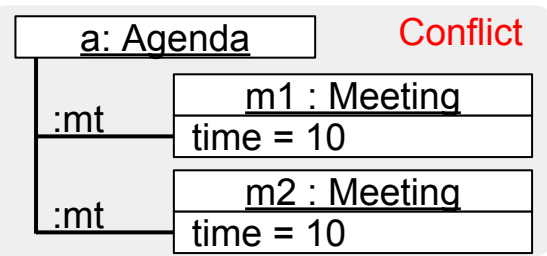 a: Agenda
Conflict
m1 : Meeting
:mt
time = 10
m2 : Meeting
:mt
time = 10